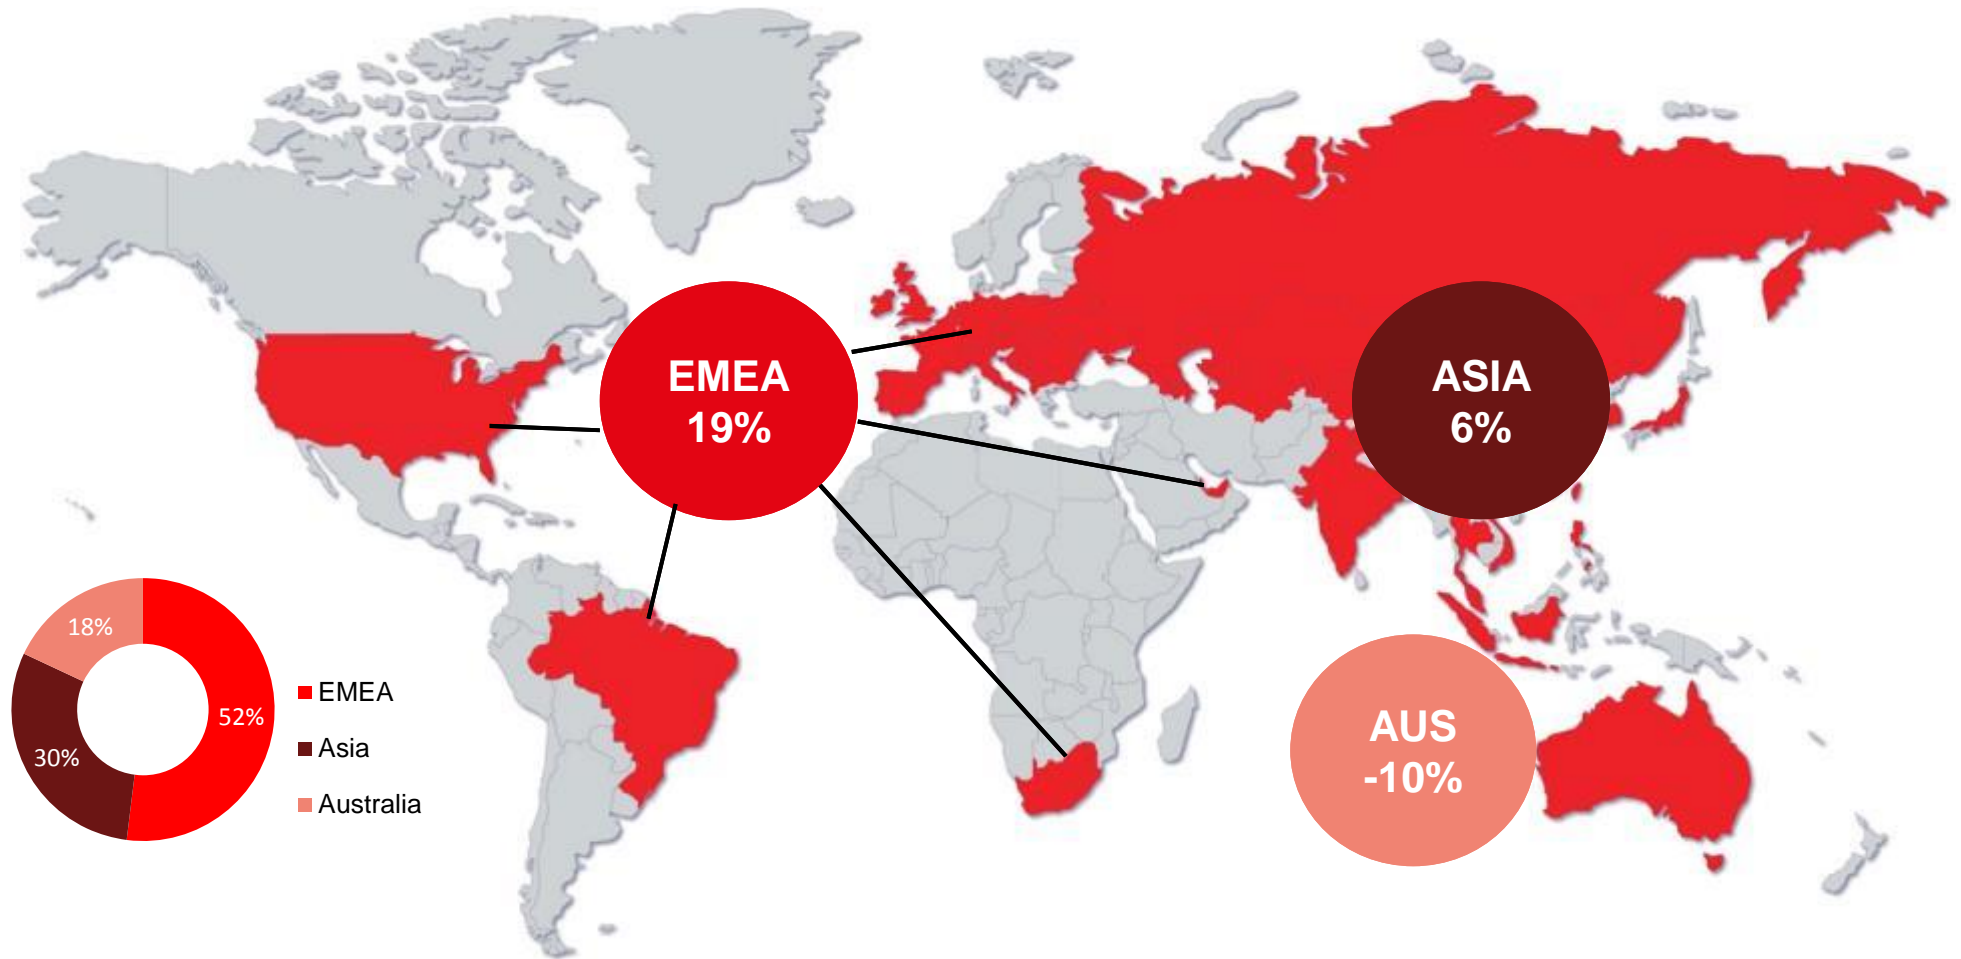 EMEA
19%
ASIA
6%
AUS
-10%
18%
52%
30%
EMEA
Asia
Australia